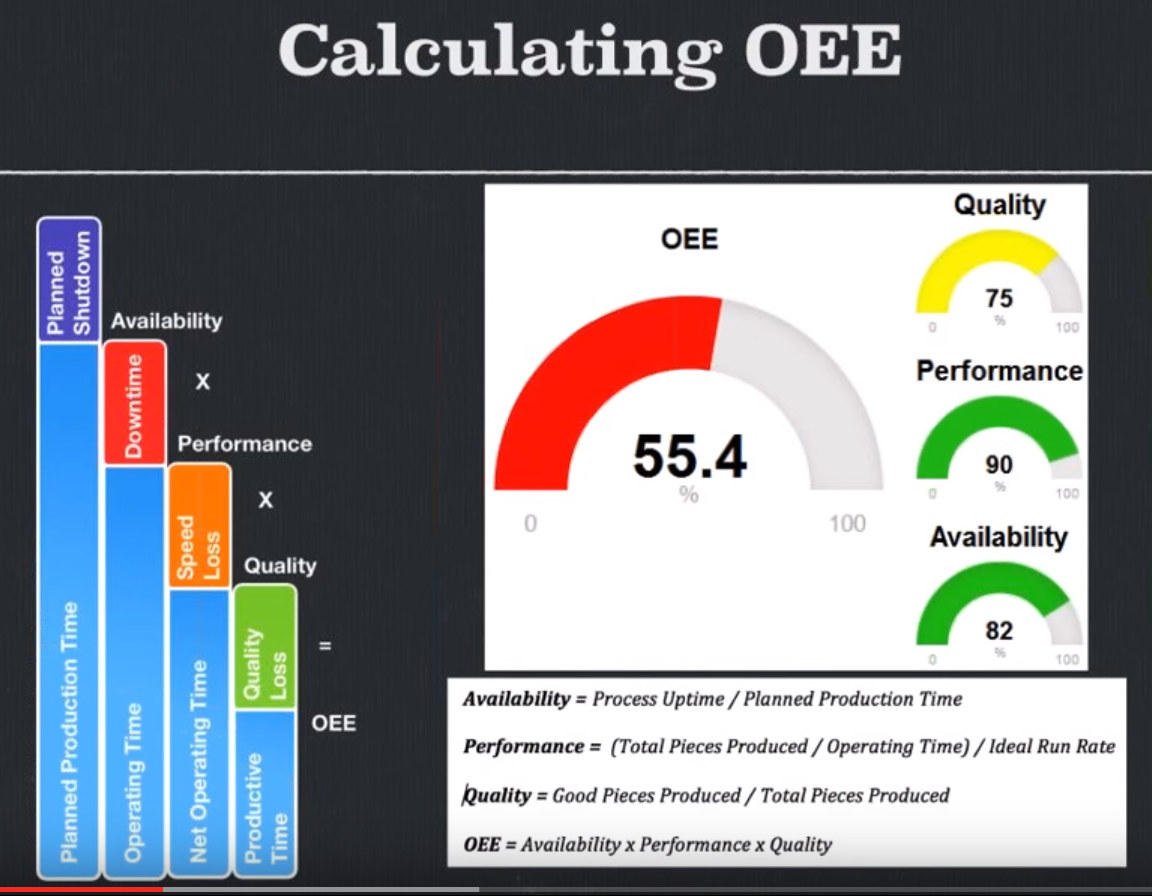 Calculating OEE
Planned
Shutdown
Planned Production Time
Availability
Downtime
Operating Time
X
Performance
Speed
Loss
Net Operating Time
X
Quality
Quality
Loss
Productive
Time
=
OEE
OEE
55.4
%
0 100
Quality
75
%
0 100
Performance
90
%
0 100
Availability
82
%
0 100
Availability = Process Uptime / Planned Production Time
Performance = (Total Pieces Produced / Operating Time) / Ideal Run Rate
Quality = Good Pieces Produced / Total Pieces Produced
OEE = Availability x Performance x Quality